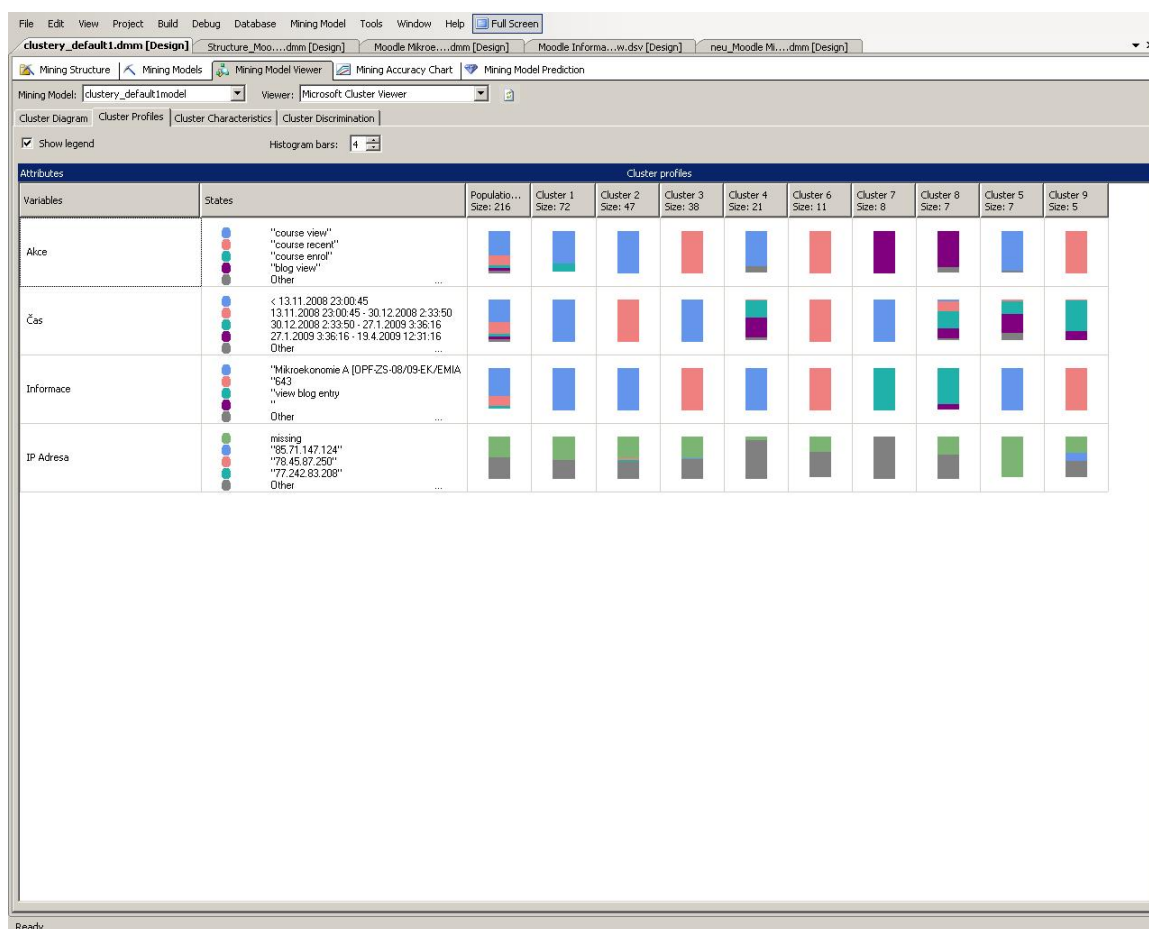 File Edit View Project Build Debug Database Mining Model Tools Window Help Full Screen
clustery_default1.dmm [Design] Structure_Moo....dmm [Design] Moodle Mikroe....dmm [Design] Moodle Informa...w.dsv [Design] neu_Moodle Mi....dmm [Design]
Mining Structure Mining Models Mining Model Viewer Mining Accuracy Chart Mining Model Prediction
Mining Model: clustery_default1model Viewer: Microsoft Cluster Viewer
Cluster Diagram Cluster Profiles Cluster Characteristics Cluster Discrimination
Show legend Histogram bars: 4
Attributes Cluster profiles
Variables States Populatio... Cluster 1 Cluster 2 Cluster 3 Cluster 4 Cluster 6 Cluster 7 Cluster 8 Cluster 5 Cluster 9
Size: 216 Size: 72 Size: 47 Size: 38 Size: 21 Size: 11 Size: 8 Size: 7 Size: 7 Size: 5
Akce
"course view"
"course recent"
"course enrol"
"blog view"
Other ...
Čas
< 13.11.2008 23:00:45
13.11.2008 23:00:45 - 30.12.2008 2:33:50
30.12.2008 2:33:50 - 27.1.2009 3:36:16
27.1.2009 3:36:16 - 19.4.2009 12:31:16
Other ...
Informace
"Mikroekonomie A [OPF-ZS-08/09-EK/EMIA
"643
"view blog entry
"
Other ...
IP Adresa
missing
"85.71.147.124"
"78.45.87.250"
"77.242.83.208"
Other ...
Ready